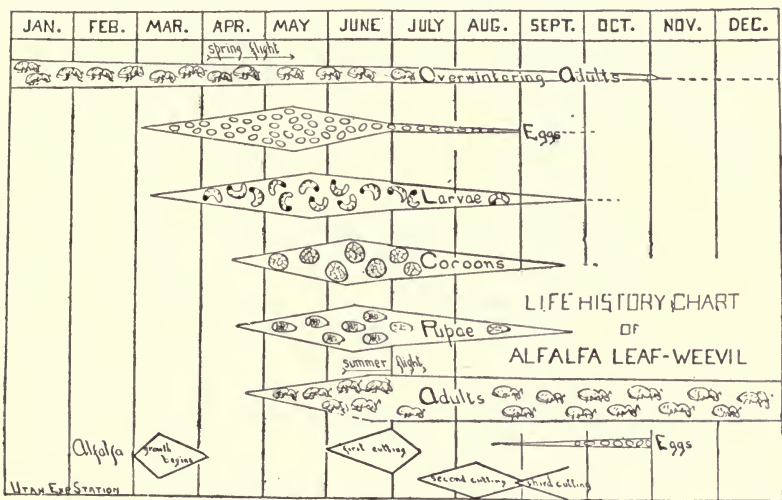 JAN. FEB. MAR. APR. MAY JUNE JULY AUG. SEPT. OCT. NOV. DEC.
spring flight
Overwintering Adults
Eggs
Larvae
Cocoons
LIFE HISTORY CHART
OF
ALFALFA LEAF-WEEVIL
Pupae
summer flight
Adults
Alfalfa
growth
begins
first cutting
Eggs
second cutting
third cutting
UTAH EXP STATION